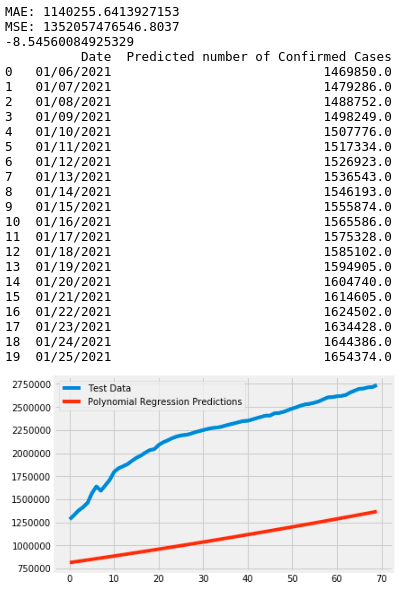 MAE: 1140255.6413927153
MSE: 1352057476546.8037
-8.54560084925329
Date Predicted number of Confirmed Cases
0 01/06/2021 1469850.0
1 01/07/2021 1479286.0
2 01/08/2021 1488752.0
3 01/09/2021 1498249.0
4 01/10/2021 1507776.0
5 01/11/2021 1517334.0
6 01/12/2021 1526923.0
7 01/13/2021 1536543.0
8 01/14/2021 1546193.0
9 01/15/2021 1555874.0
10 01/16/2021 1565586.0
11 01/17/2021 1575328.0
12 01/18/2021 1585102.0
13 01/19/2021 1594905.0
14 01/20/2021 1604740.0
15 01/21/2021 1614605.0
16 01/22/2021 1624502.0
17 01/23/2021 1634428.0
18 01/24/2021 1644386.0
19 01/25/2021 1654374.0
Test Data
Polynomial Regression Predictions
2750000
2500000
2250000
2000000
1750000
1500000
1250000
1000000
750000
0 10 20 30 40 50 60 70